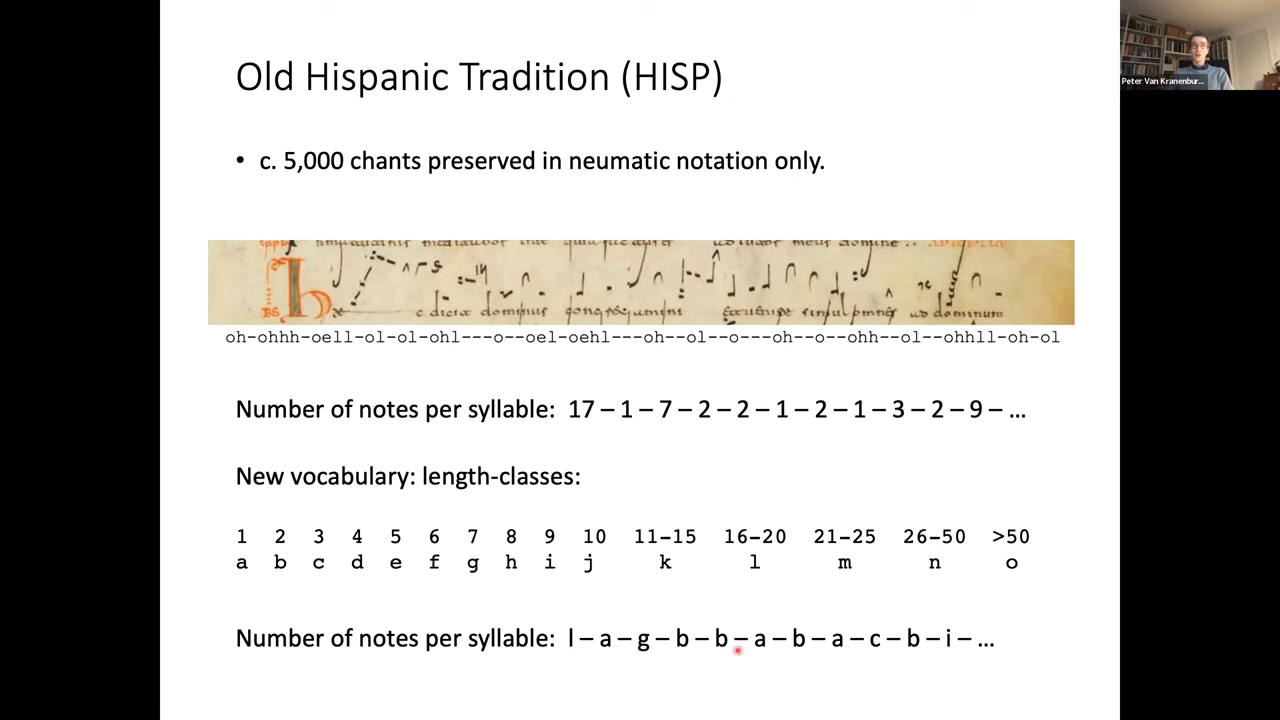 Old Hispanic Tradition (HISP)
Peter Van Kranenbur...
• c. 5,000 chants preserved in neumatic notation only.
dominus
dominum
oh-ohhh-oell-ol-ol-ohl---o--oel-oehl---oh--ol--o---oh--o--ohh--ol--ohhll-oh-ol
Number of notes per syllable: 17 – 1 – 7 – 2 – 2 – 1 – 2 – 1 – 3 – 2 – 9 – ...
New vocabulary: length-classes:
1 2 3 4 5 6 7 8 9 10 11-15 16-20 21-25 26-50 >50
a b c d e f g h i j k l m n o
Number of notes per syllable: l – a – g – b – b – a – b – a – c – b – i – ...